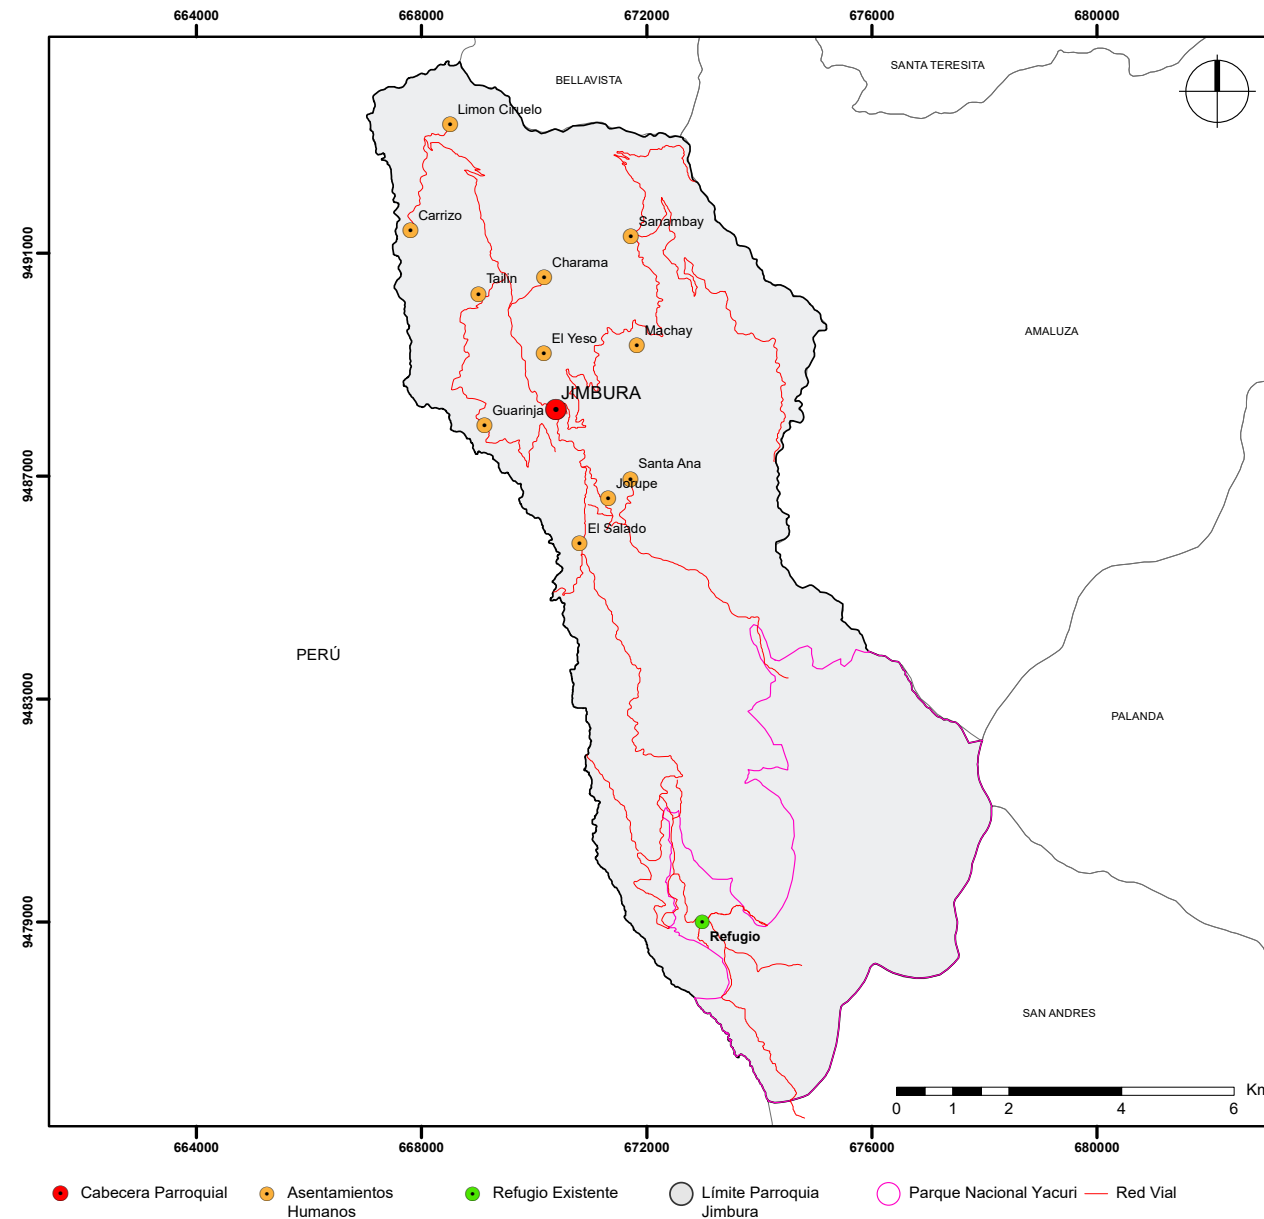 664000
668000
672000
676000
680000
BELLAVISTA
SANTA TERESITA
Limon Ciruelo
Carrizo
Sanambay
9491000
Charama
Tailin
AMALUZA
Machay
El Yeso
JIMBURA
Guarinja
Santa Ana
9487000
Jorupe
El Salado
PERÚ
9483000
PALANDA
9479000
Refugio
SAN ANDRES
Km
0
1
2
4
6
664000
668000
672000
676000
680000
Cabecera Parroquial
Asentamientos
Humanos
Refugio Existente
Límite Parroquia
Jimbura
Parque Nacional Yacuri
Red Vial